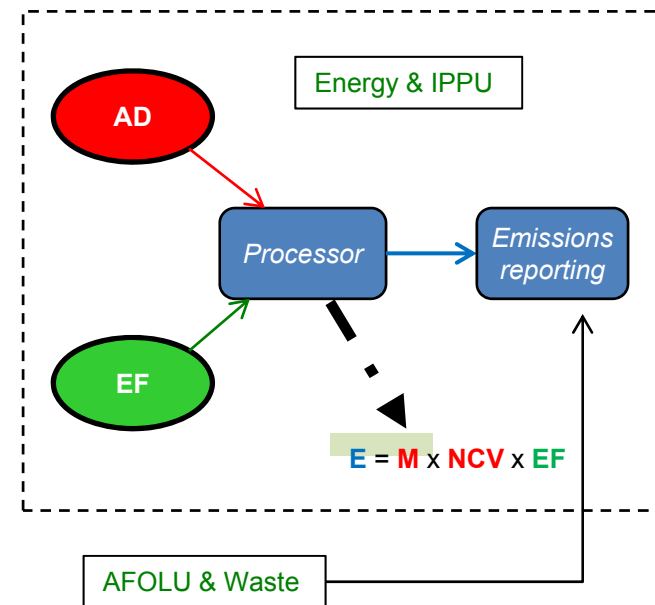 Energy & IPPU
AD
Processor
Emissions
reporting
EF
E = M x NCV x EF
AFOLU & Waste